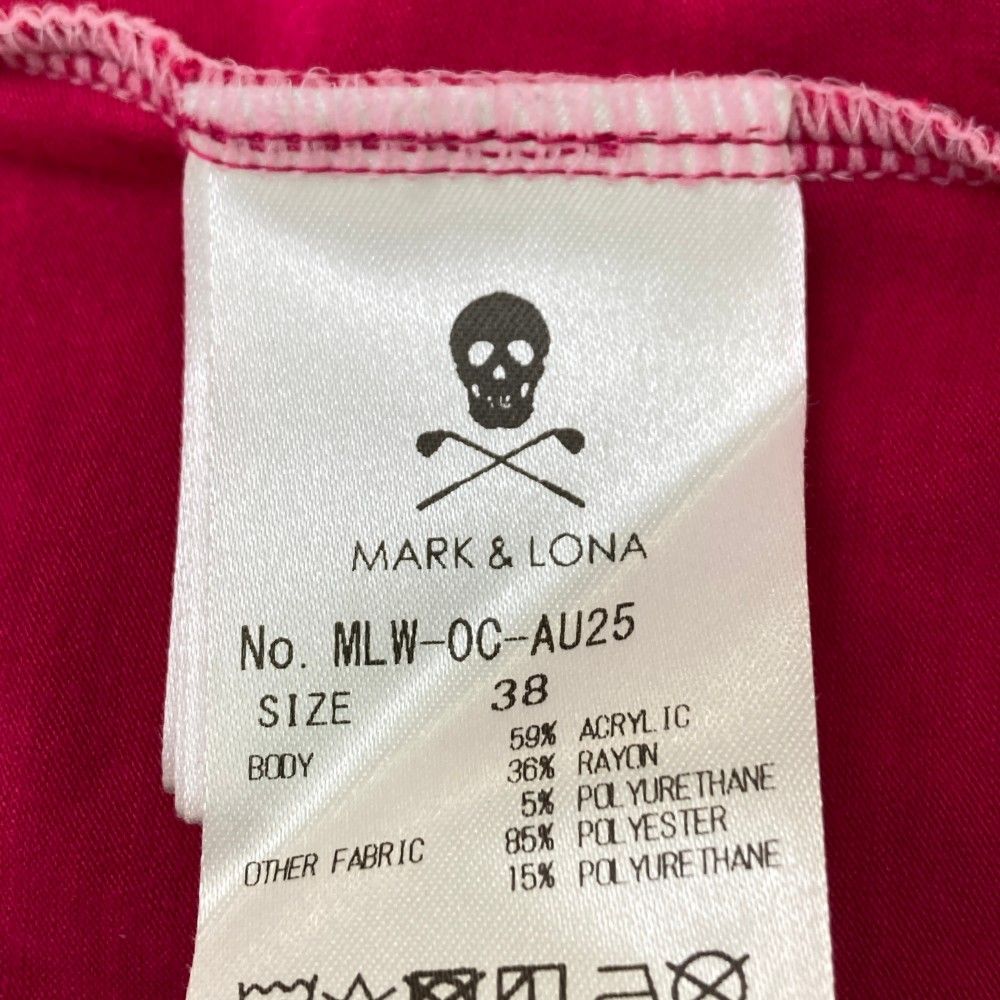 MARK & LONA
No. MLW-OC-AU25
SIZE 38
BODY 59% ACRYLIC
36% RAYON
5% POLYURETHANE
OTHER FABRIC 85% POLYESTER
15% POLYURETHANE